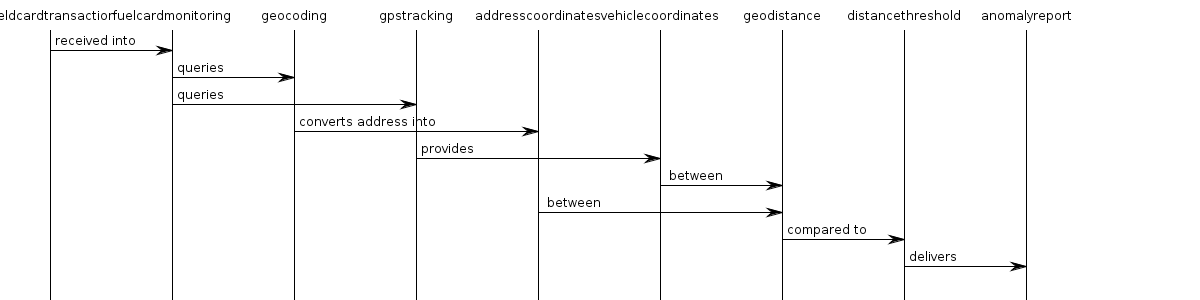 eldcardtransactionfuelcardmonitoring geocoding gpstracking addresscoordinatesvehiclecoordinates geodistance distancethreshold anomalyreport
received into
queries
queries
converts address into
provides
between
between
compared to
delivers